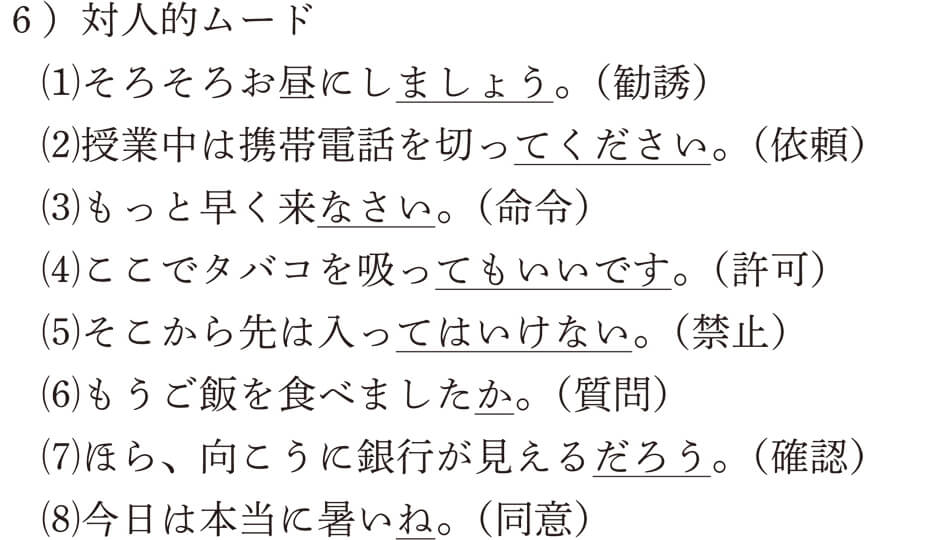 6）対人的ムード
⑴そろそろお昼にしましょう。（勧誘）
⑵授業中は携帯電話を切ってください。（依頼）
⑶もっと早く来なさい。（命令）
⑷ここでタバコを吸ってもいいです。（許可）
⑸そこから先は入ってはいけない。（禁止）
⑹もうご飯を食べましたか。（質問）
⑺ほら、向こうに銀行が見えるだろう。（確認）
⑻今日は本当に暑いね。（同意）